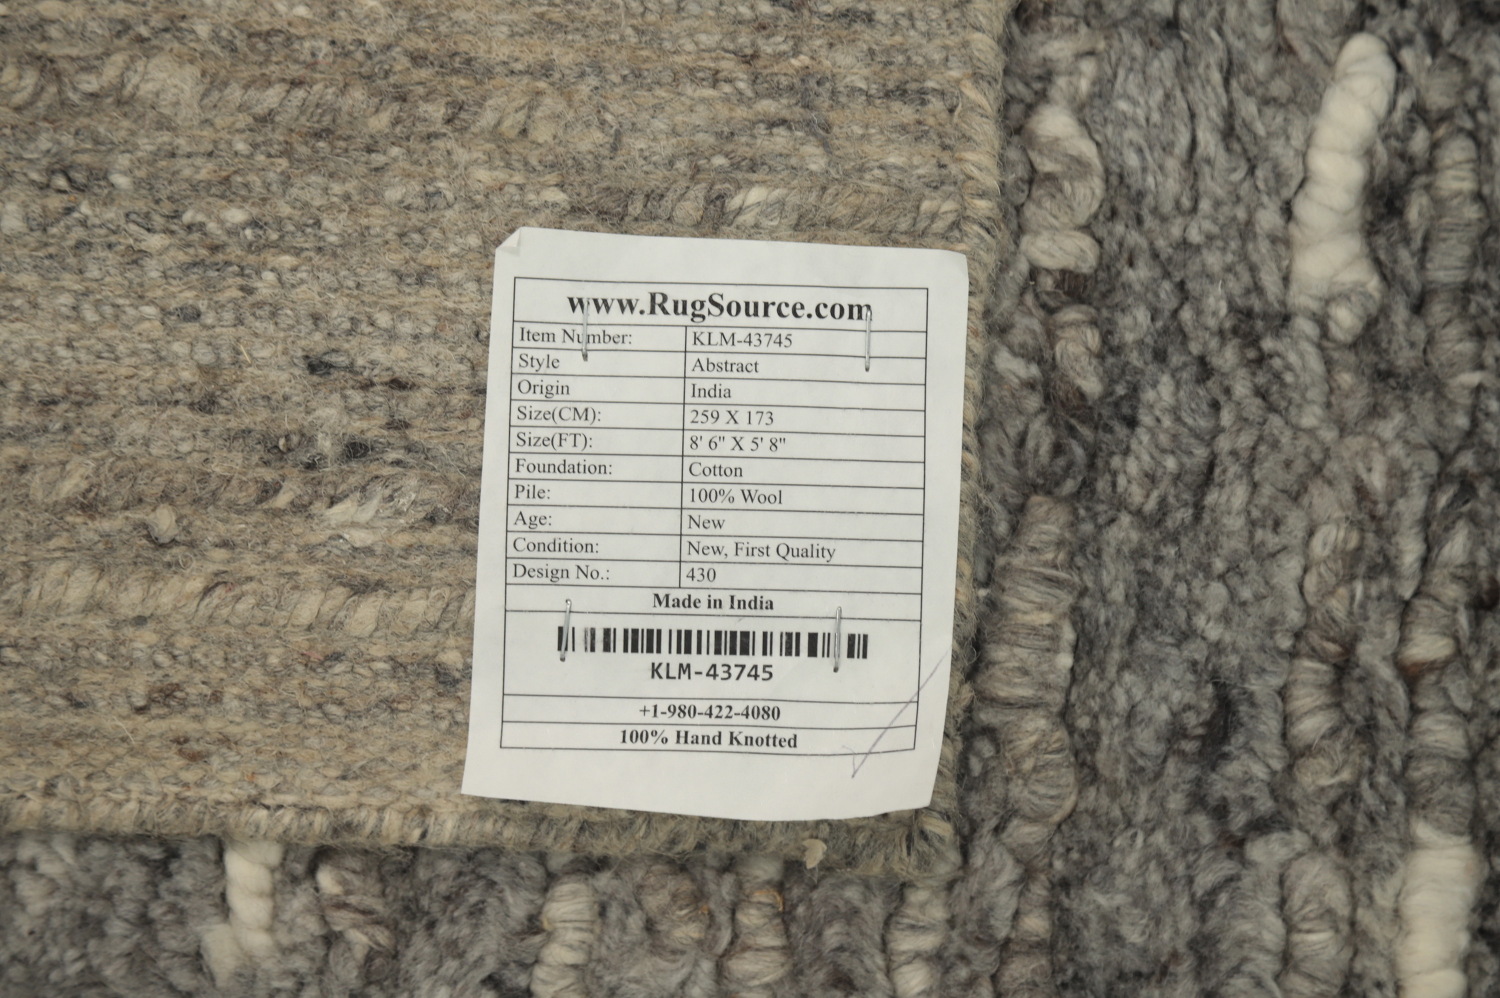 www.RugSource.com
Item Number: KLM-43745
Style Abstract
Origin India
Size(CM): 259 X 173
Size(FT): 8' 6" X 5' 8"
Foundation: Cotton
Pile: 100% Wool
Age: New
Condition: New, First Quality
Design No.: 430
Made in India
KLM-43745
+1-980-422-4080
100% Hand Knotted